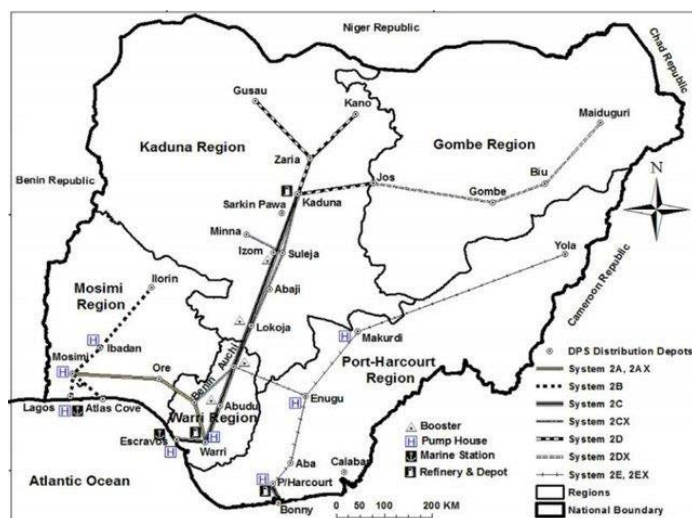 Niger Republic
Chad Republic
Gusau
Kano
Maiduguri
Kaduna Region
Gombe Region
Zaria
Benin Republic
Jos
Biu
N
Kaduna
Gombe
Sarkin Pawa
Minna
Yola
Izom
Suleja
Cameroon Republic
Mosimi
Region
Ilorin
Abaji
Lokoja
H
Ibadan
Makurdi
H
Mosimi
H
Auchi
Port-Harcourt
Region
Ore
Benin
Enugu
H
Lagos
H
Atlas Cove
Warri Region
Abudu
Escravos
H
Warri
H
Aba
Calabar
Atlantic Ocean
P/Harcourt
H
Bonny
Booster
H Pump House
Marine Station
Refinery & Depot
200 KM
DPS Distribution Depots
System 2A, 2AX
System 2B
System 2C
System 2CX
System 2D
System 2DX
System 2E, 2EX
Regions
National Boundary